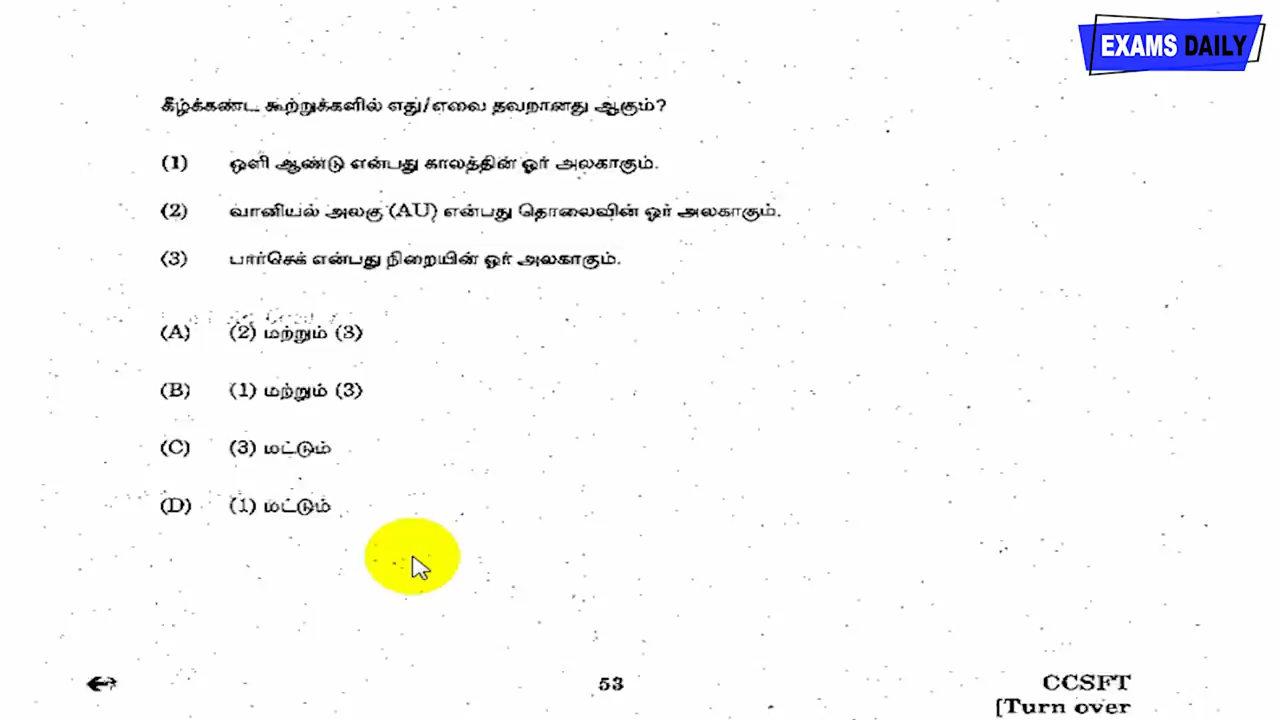 EXAMS DAILY
கீழ்க்கண்ட கூற்றுக்களில் எது/எவை தவறானது ஆகும்?
(1) ஒளி ஆண்டு என்பது காலத்தின் ஓர் அலகாகும்.
(2) வானியல் அலகு (AU) என்பது தொலைவின் ஓர் அலகாகும்.
(3) பார்செக் என்பது நிறையின் ஓர் அலகாகும்.
(A) (2) மற்றும் (3)
(B) (1) மற்றும் (3)
(C) (3) மட்டும்
(D) (1) மட்டும்
53
CCSFT
[Turn over